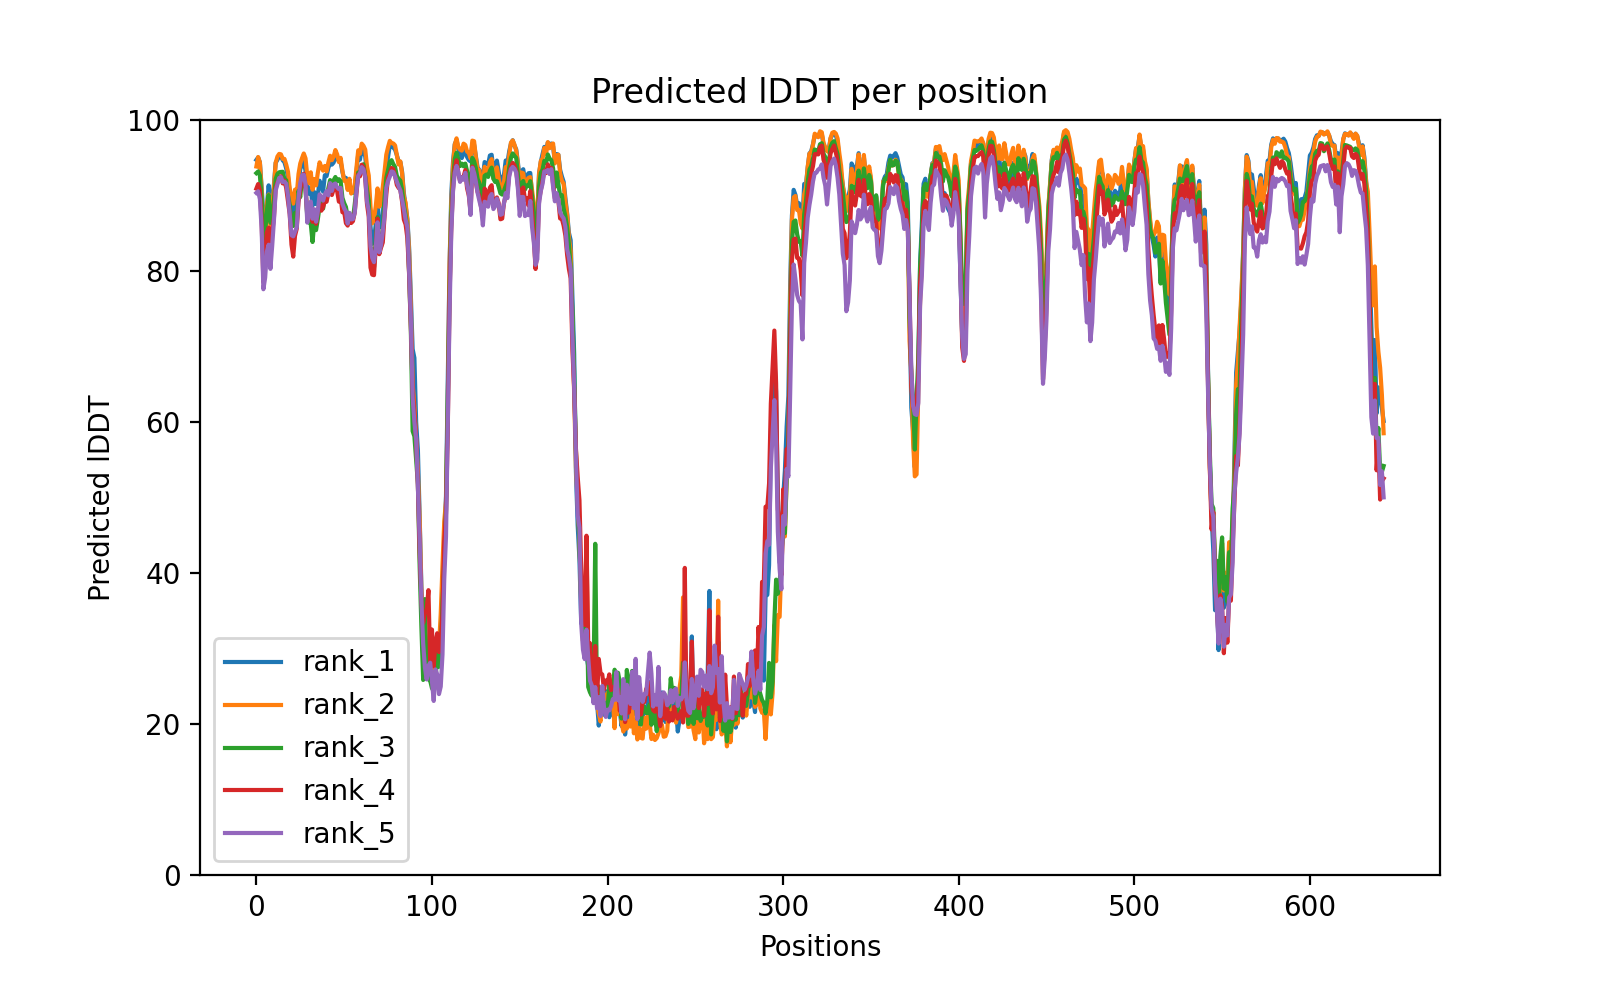 Predicted lDDT per position
100
80
60
40
20
0
Predicted lDDT
rank_1
rank_2
rank_3
rank_4
rank_5
0 100 200 300 400 500 600
Positions